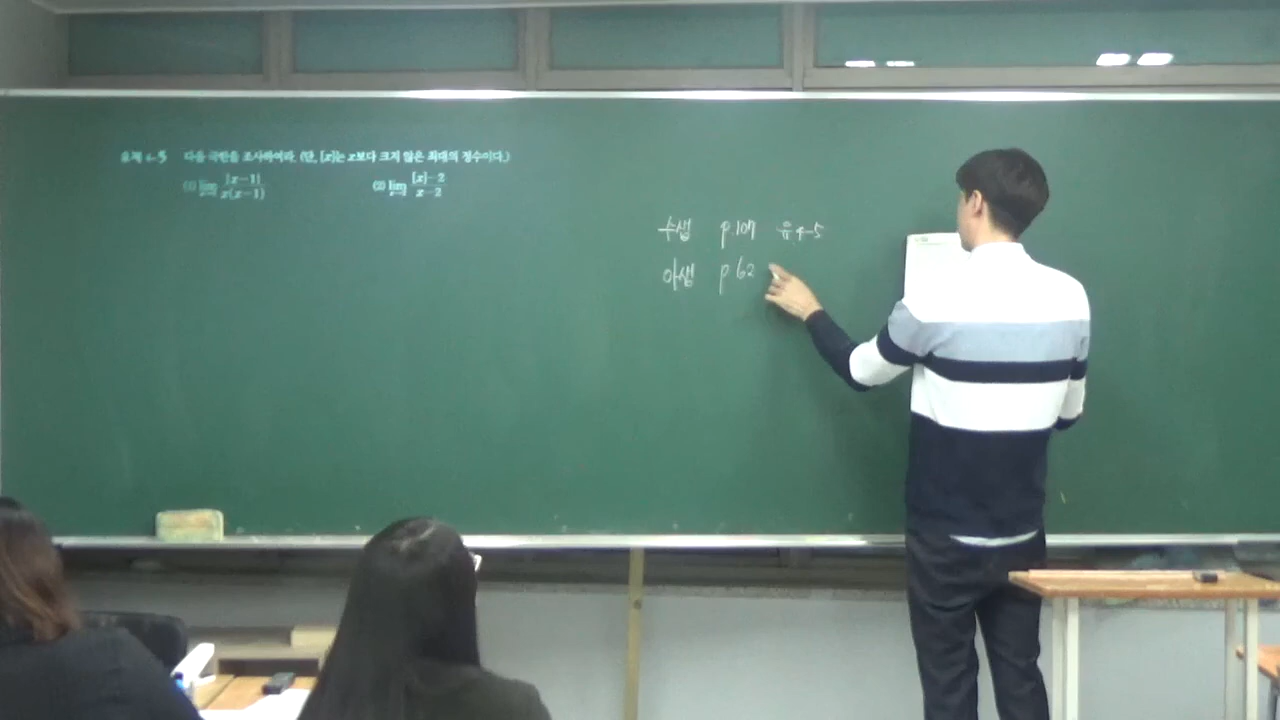 유제 4-5 다음 극한을 조사하여라. (단, [x]는 x보다 크지 않은 최대의 정수이다.)
(1) lim |x-1| / x(x-1) (2) lim [x]-2 / x-2
수샘 p.107 유4-5
아샘 p 62